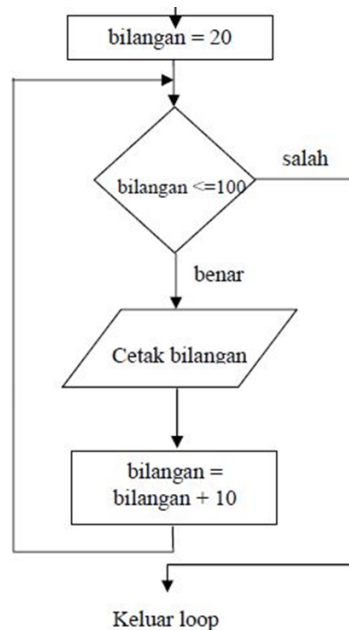 bilangan = 20
bilangan <=100
salah
benar
Cetak bilangan
bilangan =
bilangan + 10
Keluar loop